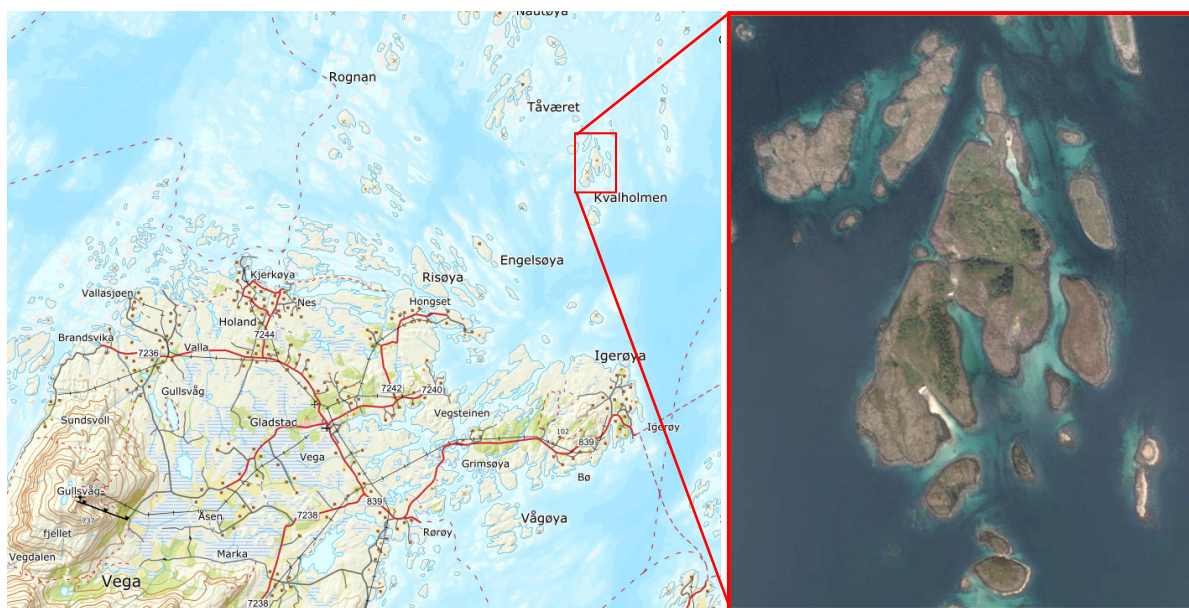 Nautøya
Rognan
Tåværet
Kvalholmen
Engelsøya
Risøya
Kjerkøya
Vallasjøen
Nes
Hongset
Holand
7244
Brandsvika
Valla
7236
Igerøya
Gullsvåg
7242
7240
Vegsteinen
Sundsvoll
Gladstad
Igerøy
102
839
Vega
Grimsøya
Bø
Gullsvåg-
839
737
Åsen
7238
Vågøya
fjellet
Rørøy
Vegdalen
Marka
Vega
7238